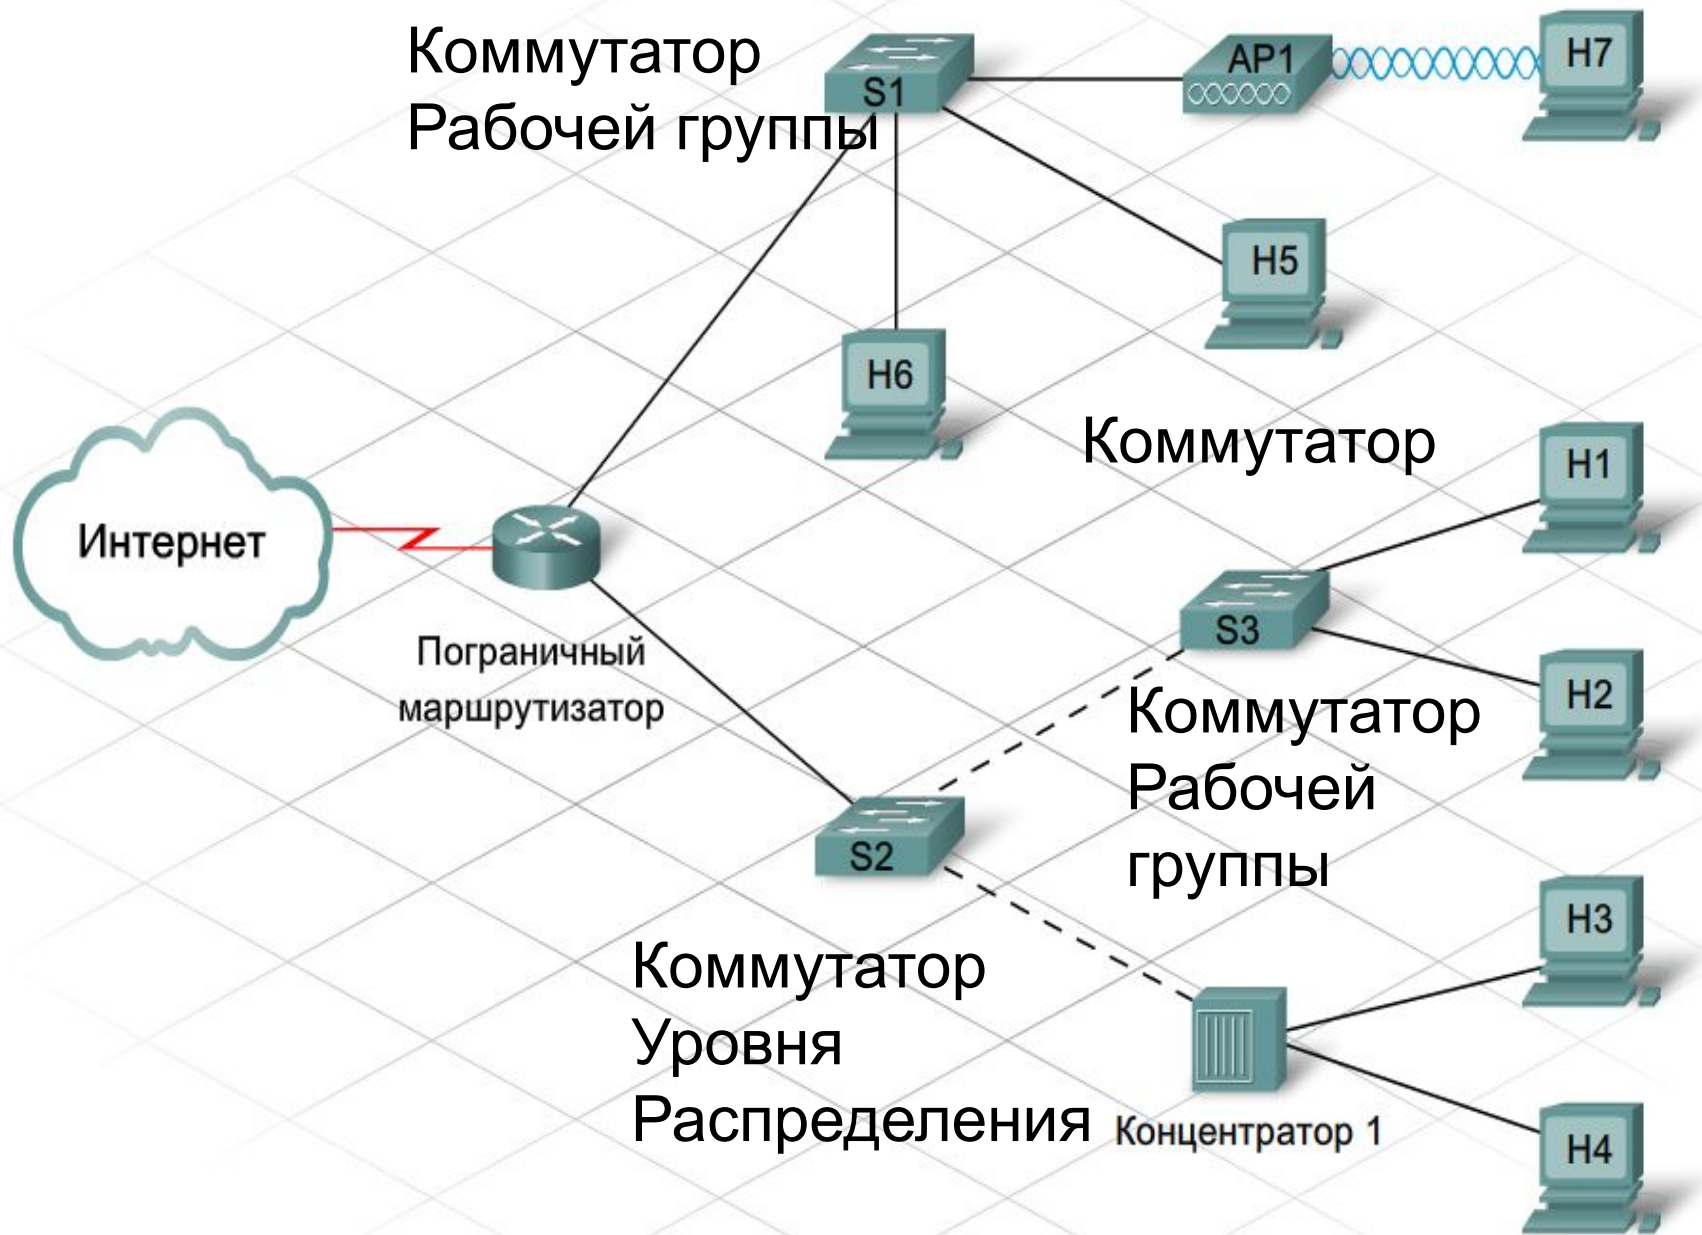 Коммутатор
Рабочей группы
S1
AP1
H7
H5
H6
Коммутатор
H1
Интернет
Пограничный
маршрутизатор
S3
H2
Коммутатор
Рабочей
группы
S2
H3
Коммутатор
Уровня
Распределения
Концентратор 1
H4